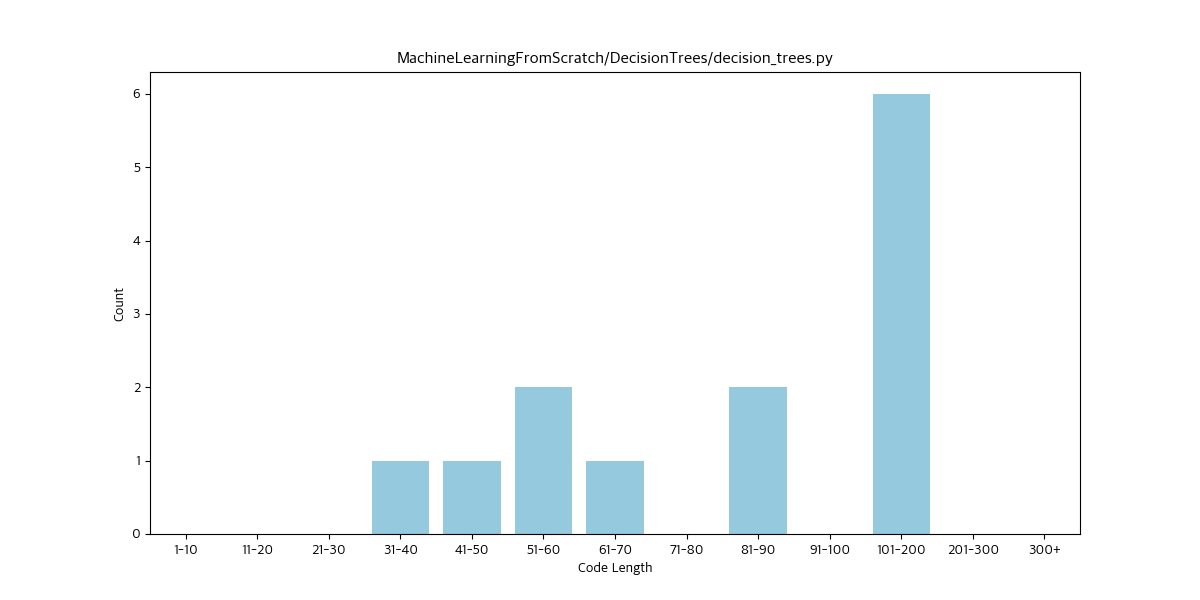 MachineLearningFromScratch/DecisionTrees/decision_trees.py
Count
6
5
4
3
2
1
0
1-10 11-20 21-30 31-40 41-50 51-60 61-70 71-80 81-90 91-100 101-200 201-300 300+
Code Length